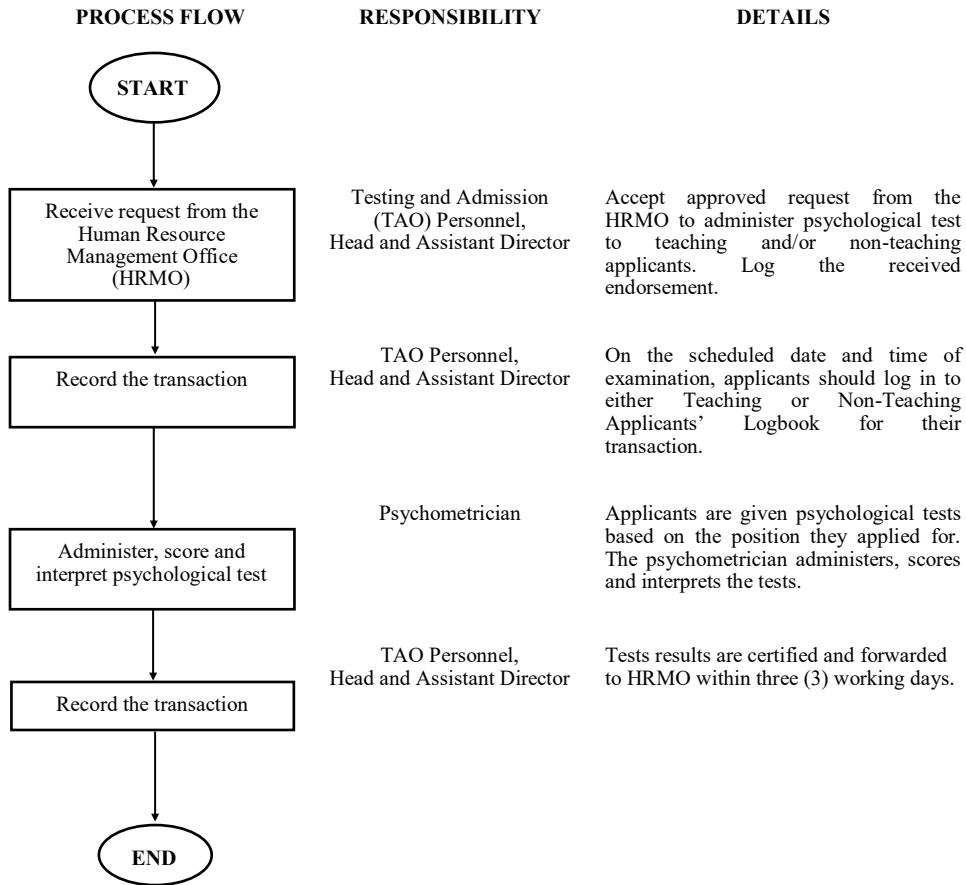 PROCESS FLOW RESPONSIBILITY DETAILS
START
Receive request from the
Human Resource
Management Office
(HRMO)
Testing and Admission
(TAO) Personnel,
Head and Assistant Director
Accept approved request from the
HRMO to administer psychological test
to teaching and/or non-teaching
applicants. Log the received
endorsement.
Record the transaction
TAO Personnel,
Head and Assistant Director
On the scheduled date and time of
examination, applicants should log in to
either Teaching or Non-Teaching
Applicants’ Logbook for their
transaction.
Administer, score and
interpret psychological test
Psychometrician
Applicants are given psychological tests
based on the position they applied for.
The psychometrician administers, scores
and interprets the tests.
Record the transaction
TAO Personnel,
Head and Assistant Director
Tests results are certified and forwarded
to HRMO within three (3) working days.
END